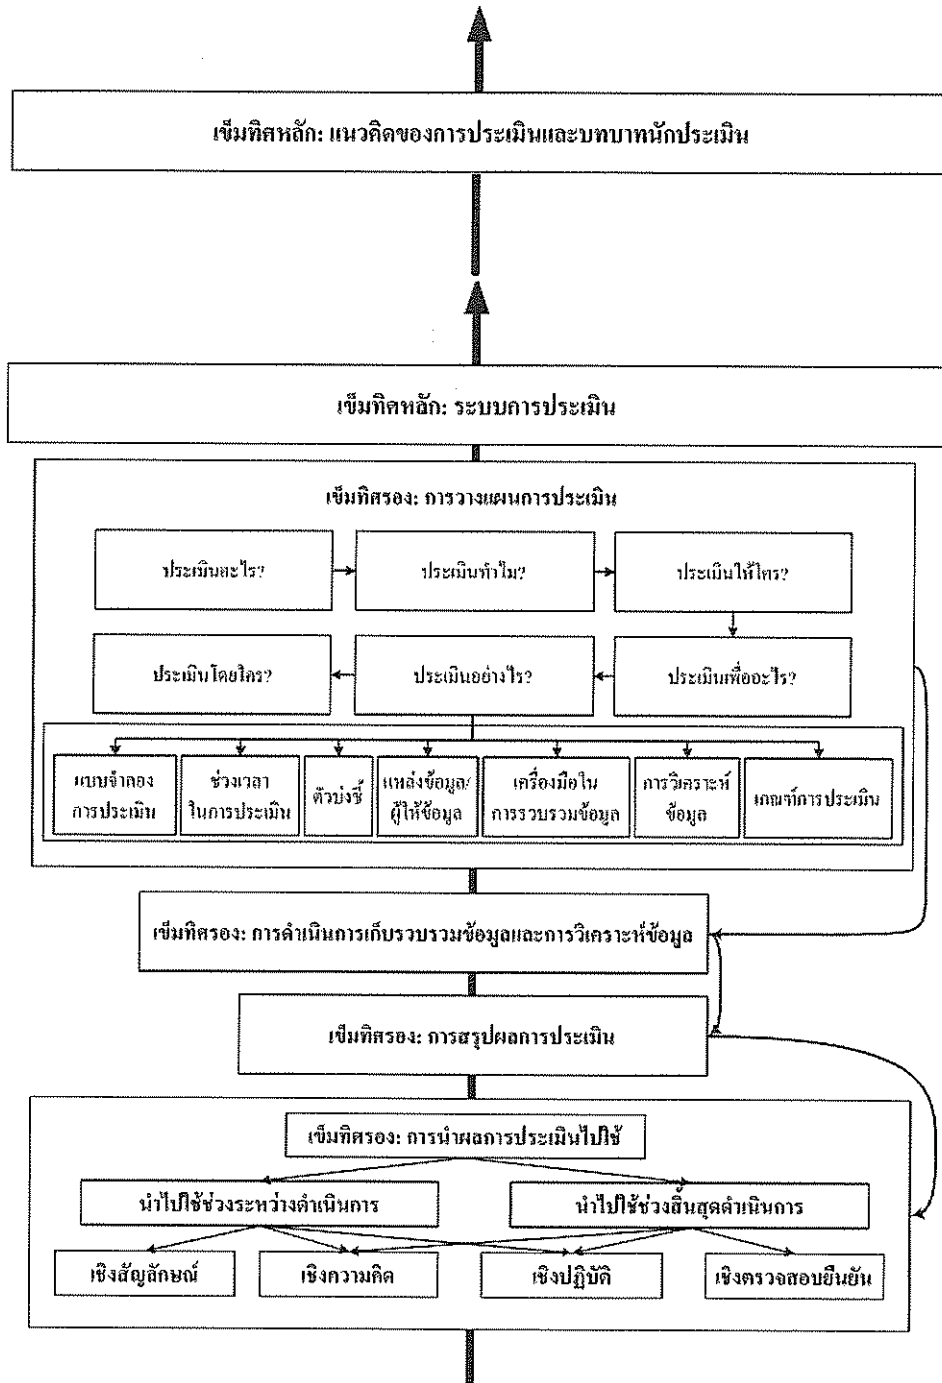 เข็มทิศหลัก: แนวคิดของการประเมินและบทบาทนักประเมิน
เข็มทิศหลัก: ระบบการประเมิน
เข็มทิศรอง: การวางแผนการประเมิน
ประเมินอะไร?
ประเมินทำไม?
ประเมินให้ใคร?
ประเมินโดยใคร?
ประเมินอย่างไร?
ประเมินเพื่ออะไร?
แบบจำลอง
การประเมิน
ช่วงเวลา
ในการประเมิน
ตัวบ่งชี้
แหล่งข้อมูล/
ผู้ให้ข้อมูล
เครื่องมือใน
การรวบรวมข้อมูล
การวิเคราะห์
ข้อมูล
เกณฑ์การประเมิน
เข็มทิศรอง: การดำเนินการเก็บรวบรวมข้อมูลและการวิเคราะห์ข้อมูล
เข็มทิศรอง: การสรุปผลการประเมิน
เข็มทิศรอง: การนำผลการประเมินไปใช้
นำไปใช้ช่วงระหว่างดำเนินการ
นำไปใช้ช่วงสิ้นสุดดำเนินการ
เชิงสัญลักษณ์
เชิงความคิด
เชิงปฏิบัติ
เชิงตรวจสอบยืนยัน